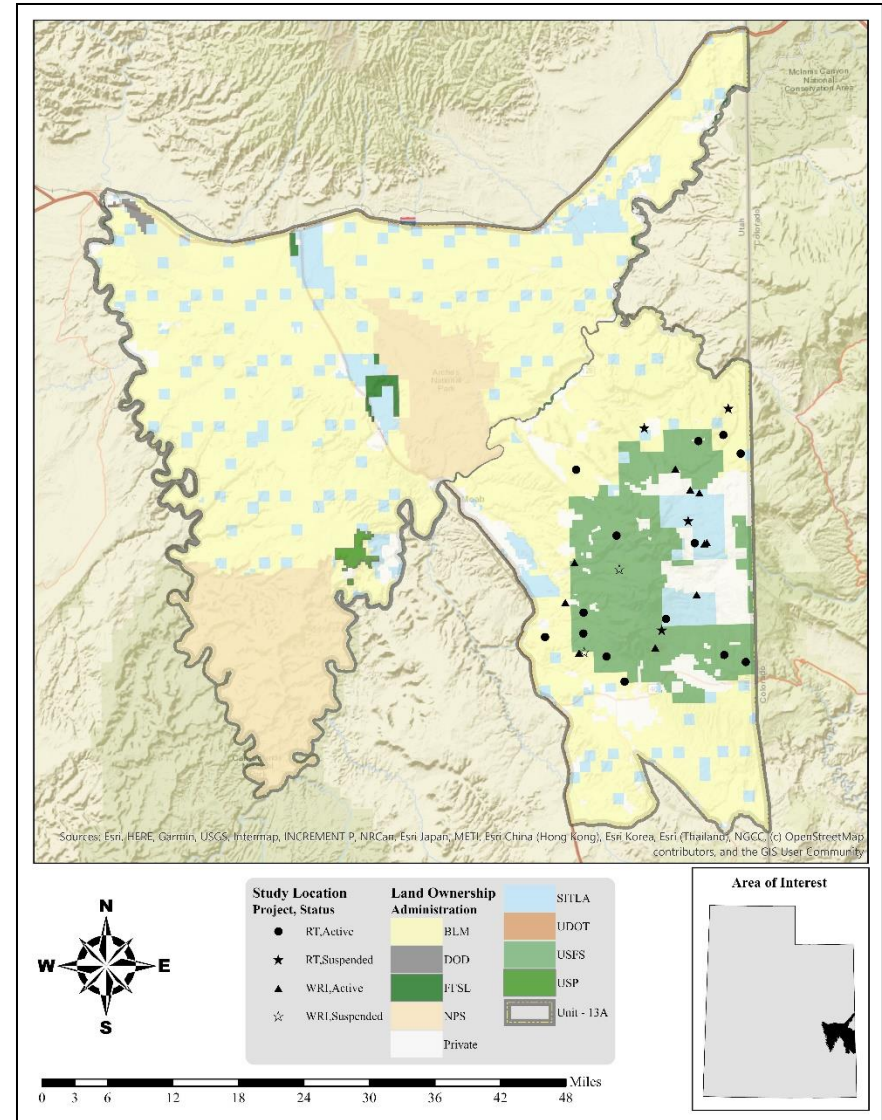 McInnis Canyon
National
Conservation Area
Utah
Colorado
Arches
National
Park
Moab
Colorado
Sources: Esri, HERE, Garmin, USGS, Intermap, INCREMENT P, NRCan, Esri Japan, METI, Esri China (Hong Kong), Esri Korea, Esri (Thailand), NGCC, (c) OpenStreetMap
contributors, and the GIS User Community
N
W
E
S
Study Location
Project, Status
RT,Active
RT,Suspended
WRI,Active
WRI,Suspended
Land Ownership
Administration
BLM
DOD
FFSL
NPS
Private
SITLA
UDOT
USFS
USP
Unit - 13A
Area of Interest
Miles
0 3 6 12 18 24 30 36 42 48